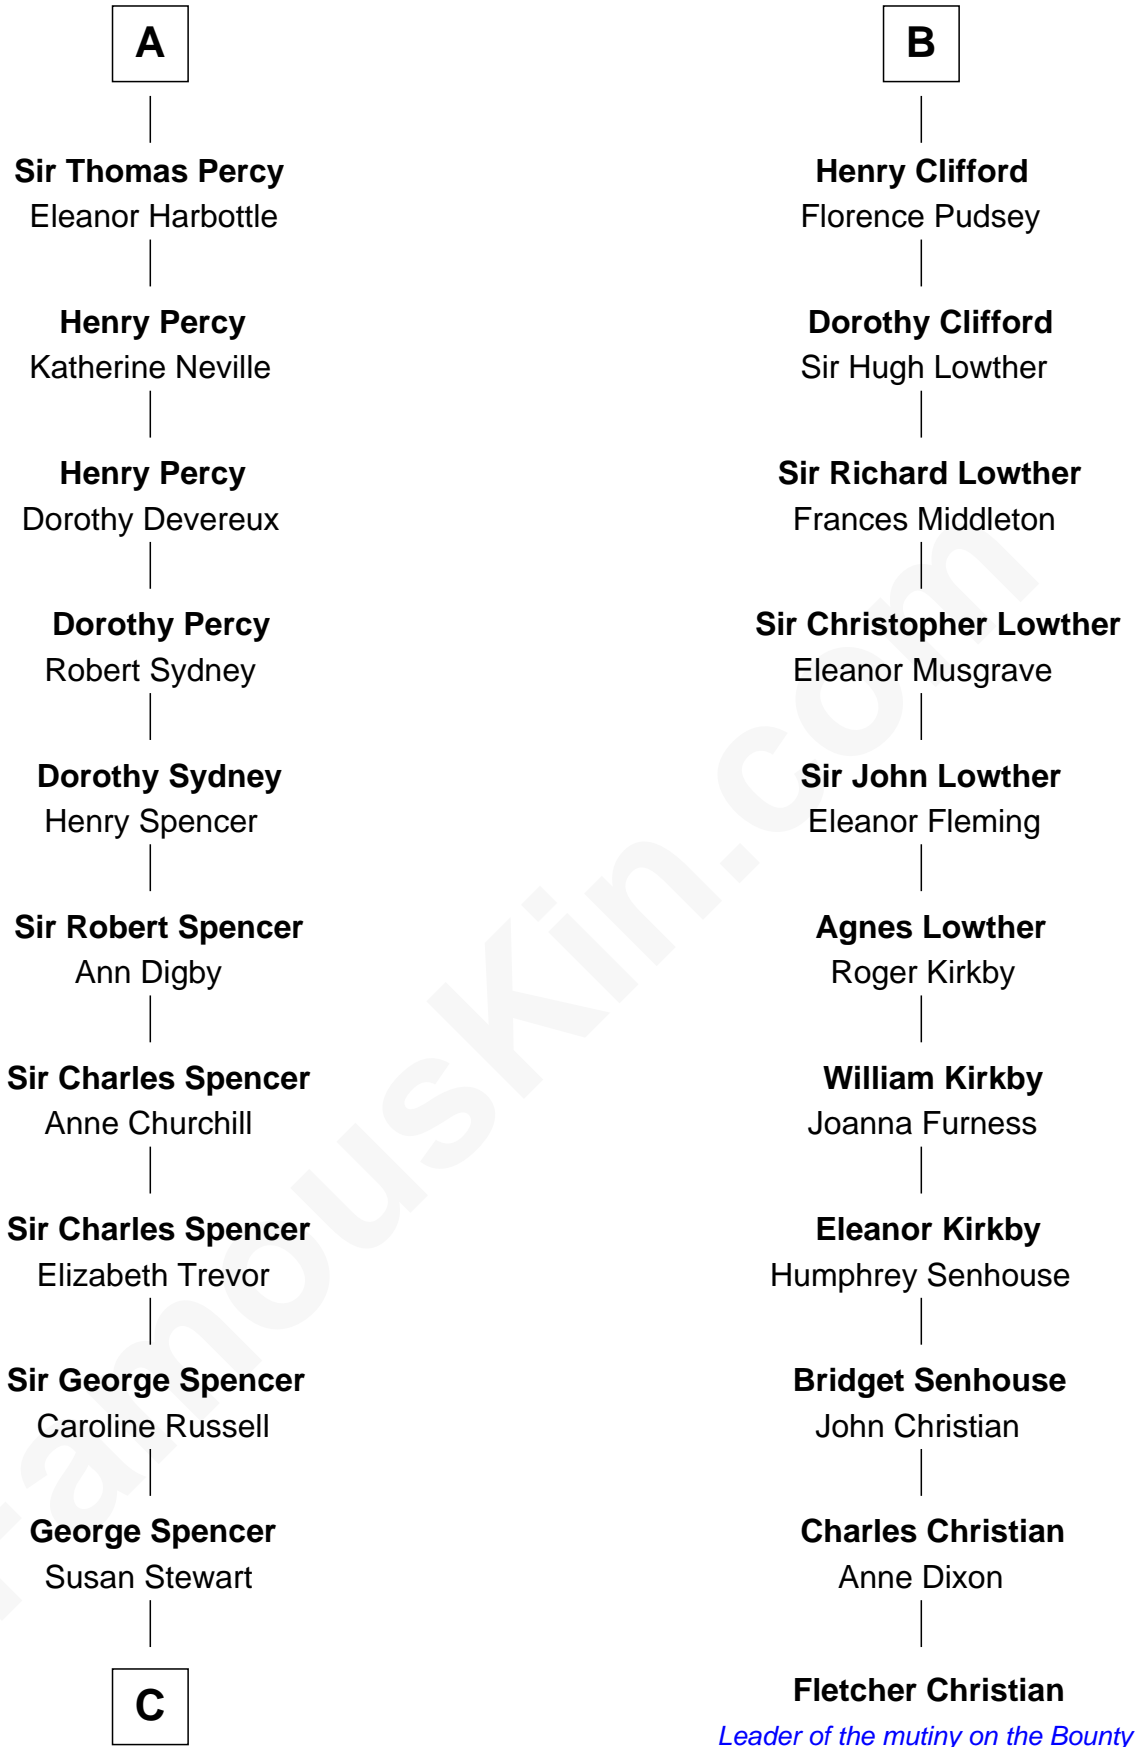 A
Sir Thomas Percy
Eleanor Harbottle
Henry Percy
Katherine Neville
Henry Percy
Dorothy Devereux
Dorothy Percy
Robert Sydney
Dorothy Sydney
Henry Spencer
Sir Robert Spencer
Ann Digby
Sir Charles Spencer
Anne Churchill
Sir Charles Spencer
Elizabeth Trevor
Sir George Spencer
Caroline Russell
George Spencer
Susan Stewart
C
B
Henry Clifford
Florence Pudsey
Dorothy Clifford
Sir Hugh Lowther
Sir Richard Lowther
Frances Middleton
Sir Christopher Lowther
Eleanor Musgrave
Sir John Lowther
Eleanor Fleming
Agnes Lowther
Roger Kirkby
William Kirkby
Joanna Furness
Eleanor Kirkby
Humphrey Senhouse
Bridget Senhouse
John Christian
Charles Christian
Anne Dixon
Fletcher Christian
Leader of the mutiny on the Bounty
FamousKin.com